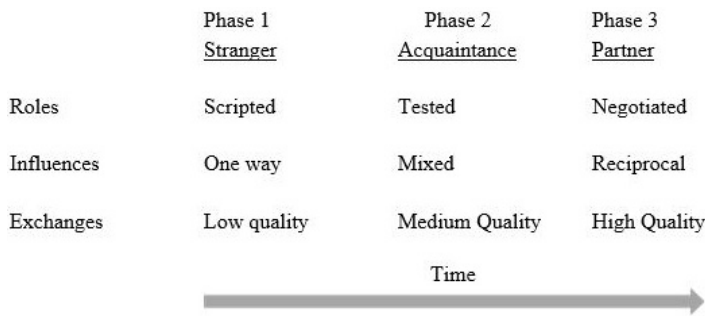 Phase 1 Phase 2 Phase 3
Stranger Acquaintance Partner
Roles Scripted Tested Negotiated
Influences One way Mixed Reciprocal
Exchanges Low quality Medium Quality High Quality
Time